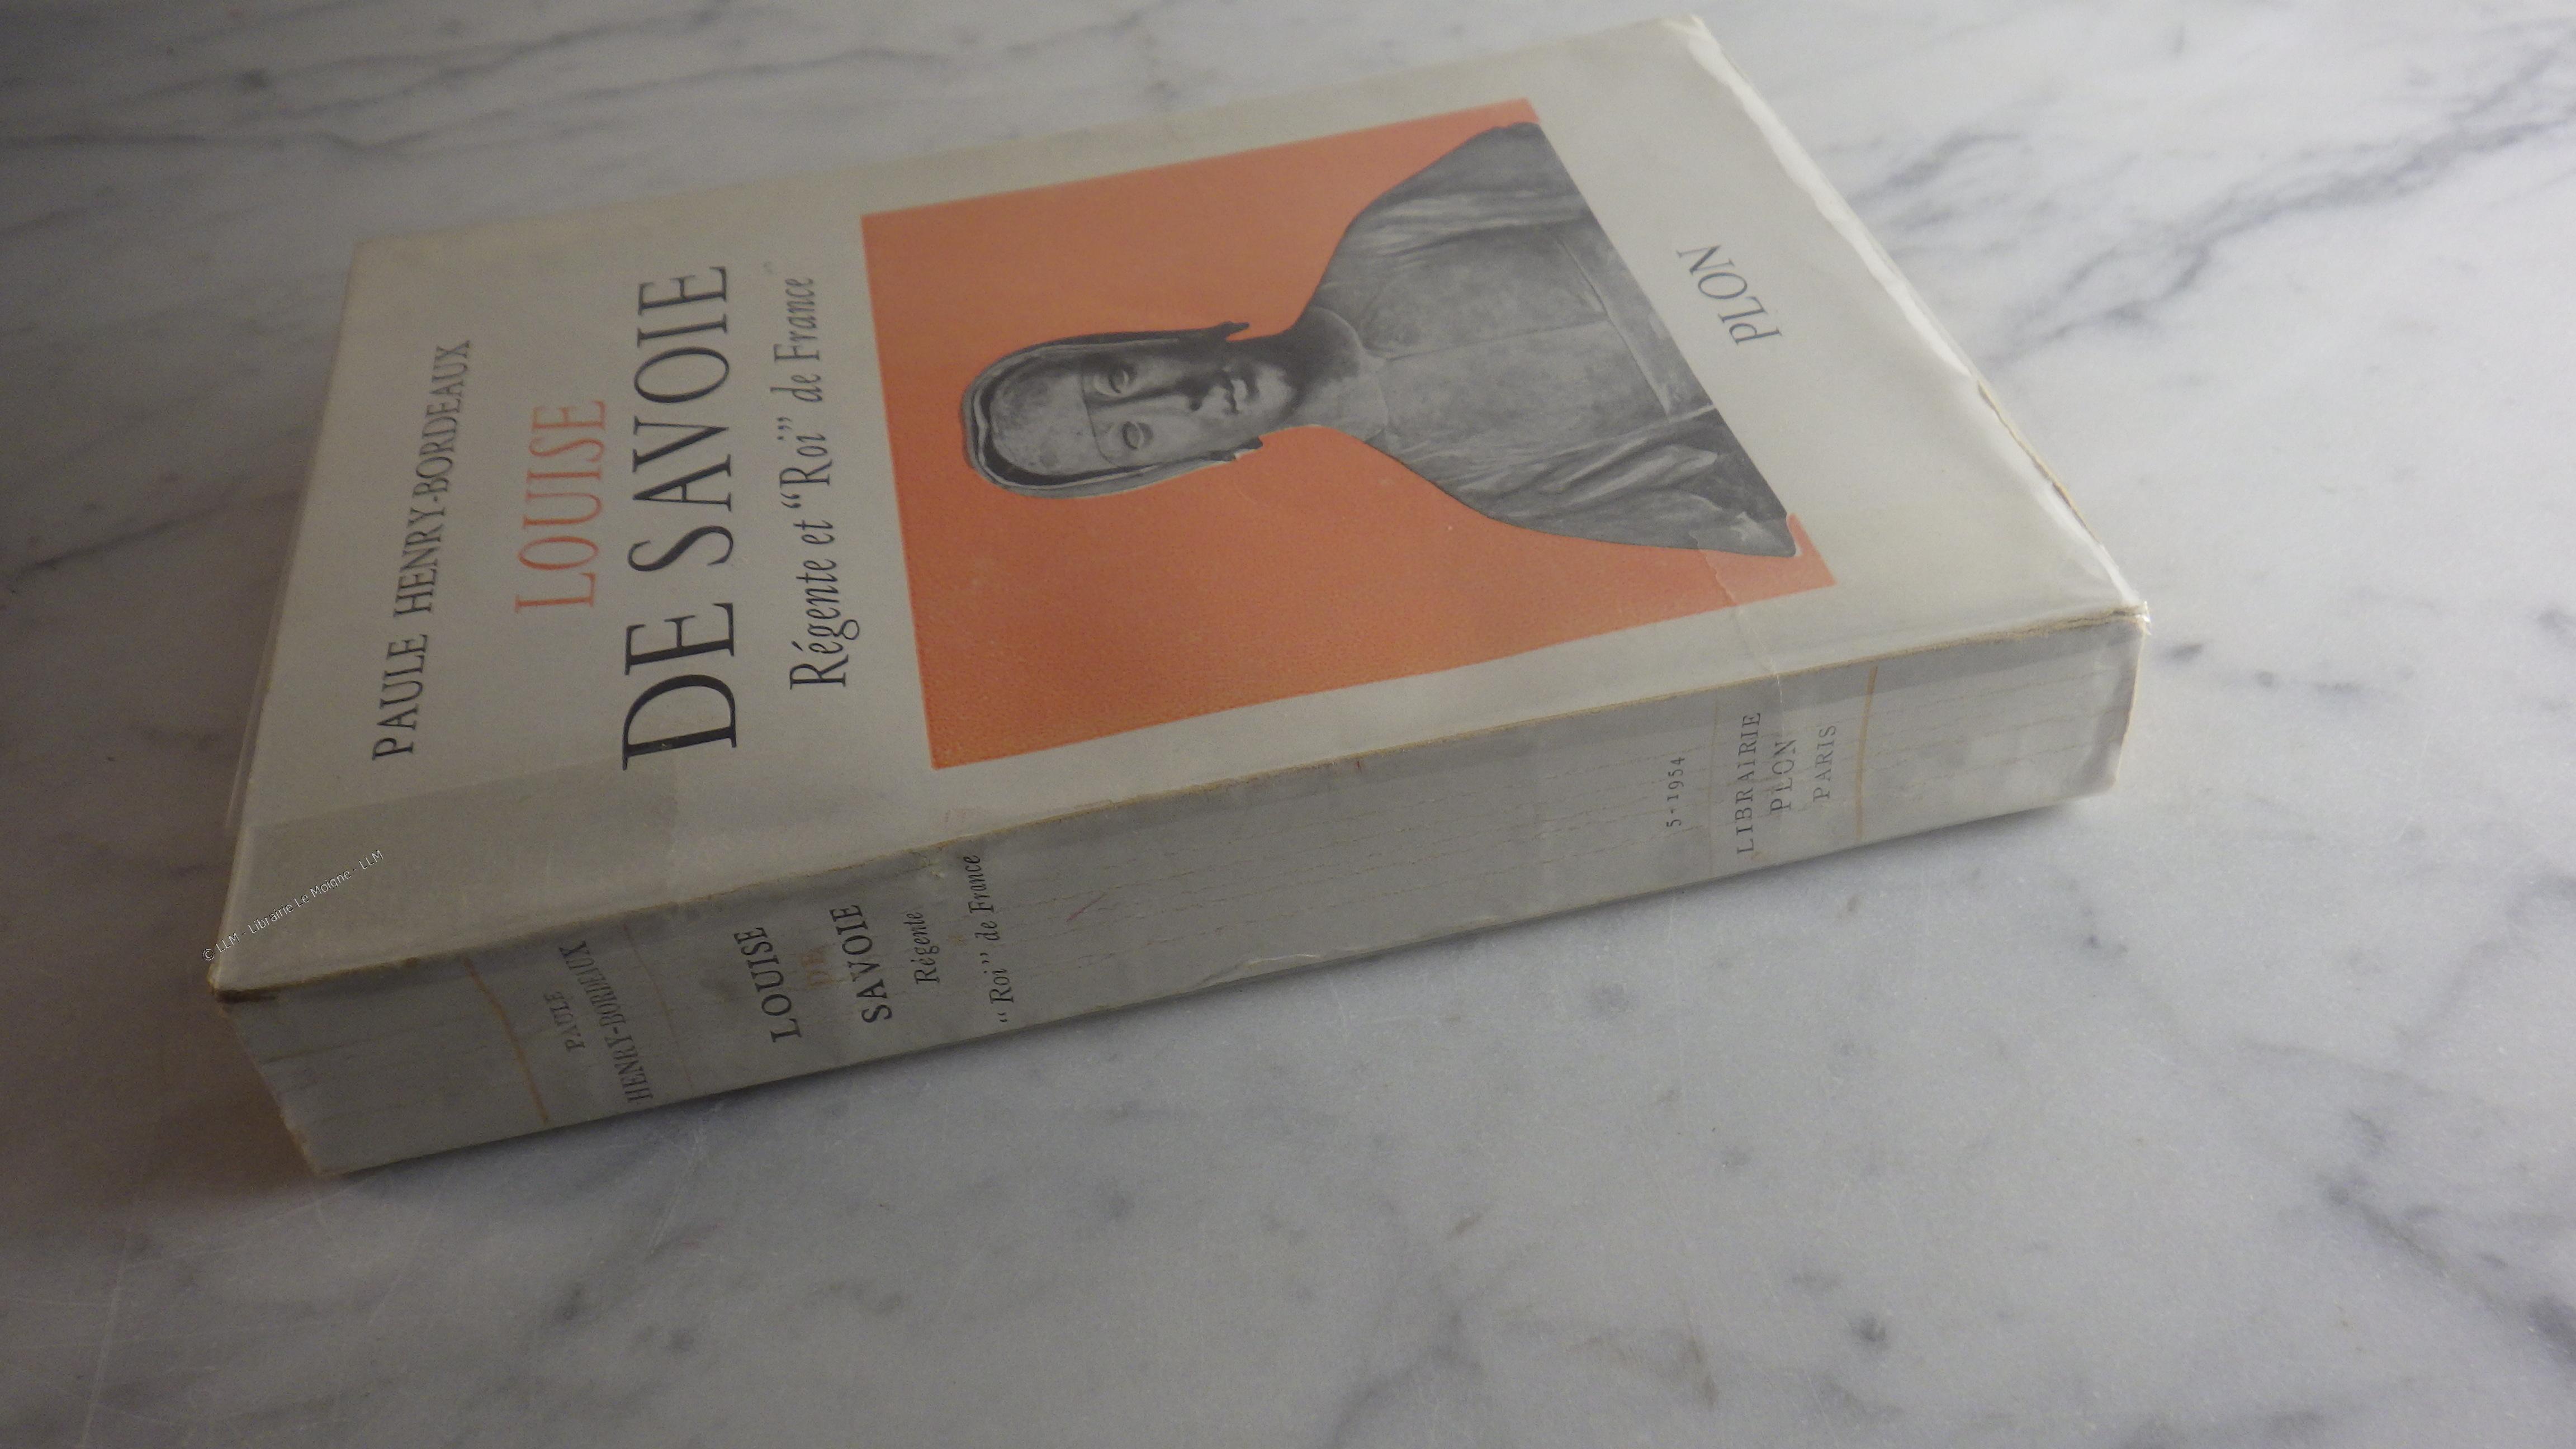 PAULE HENRY-BORDEAUX
LOUISE
DE SAVOIE
Régente et “Roi” de France
PLON
PAULE
HENRY-BORDEAUX
LOUISE
DE
SAVOIE
Régente
“Roi” de France
5-1954
LIBRAIRIE
PLON
PARIS
© LLM - Librairie Le Moigne - LLM